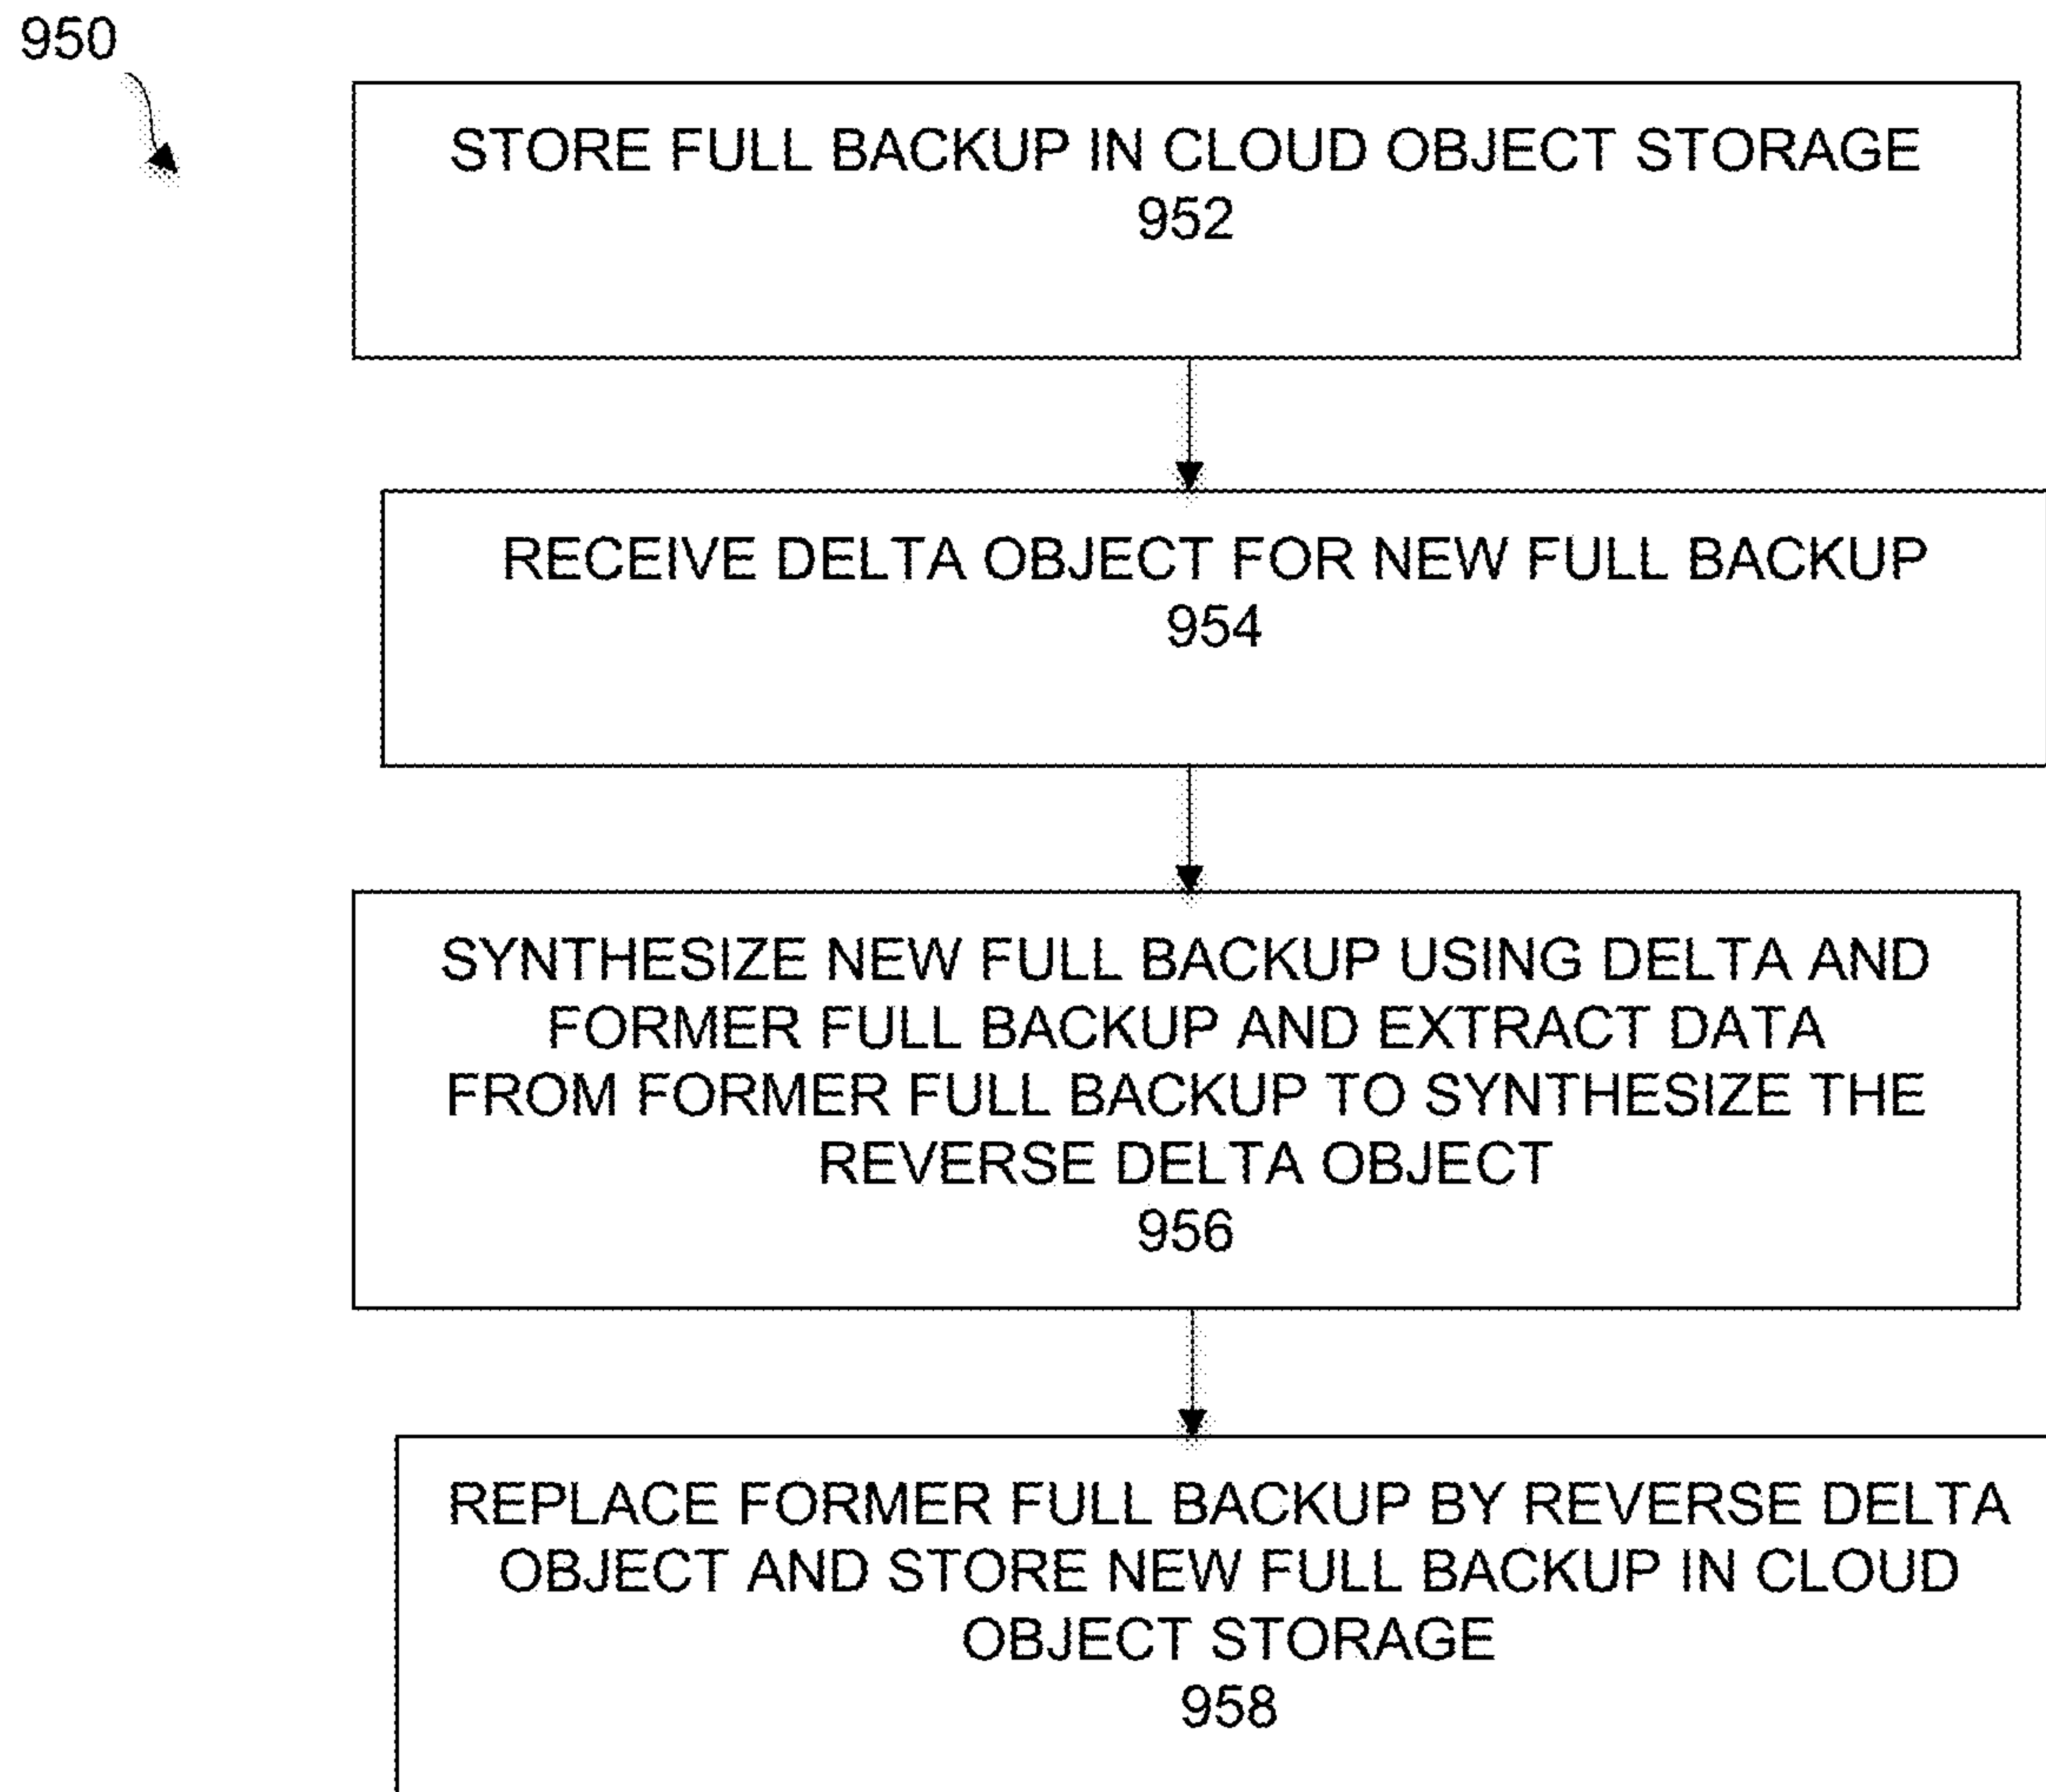 950
STORE FULL BACKUP IN CLOUD OBJECT STORAGE
952
RECEIVE DELTA OBJECT FOR NEW FULL BACKUP
954
SYNTHESIZE NEW FULL BACKUP USING DELTA AND
FORMER FULL BACKUP AND EXTRACT DATA
FROM FORMER FULL BACKUP TO SYNTHESIZE THE
REVERSE DELTA OBJECT
956
REPLACE FORMER FULL BACKUP BY REVERSE DELTA
OBJECT AND STORE NEW FULL BACKUP IN CLOUD
OBJECT STORAGE
958